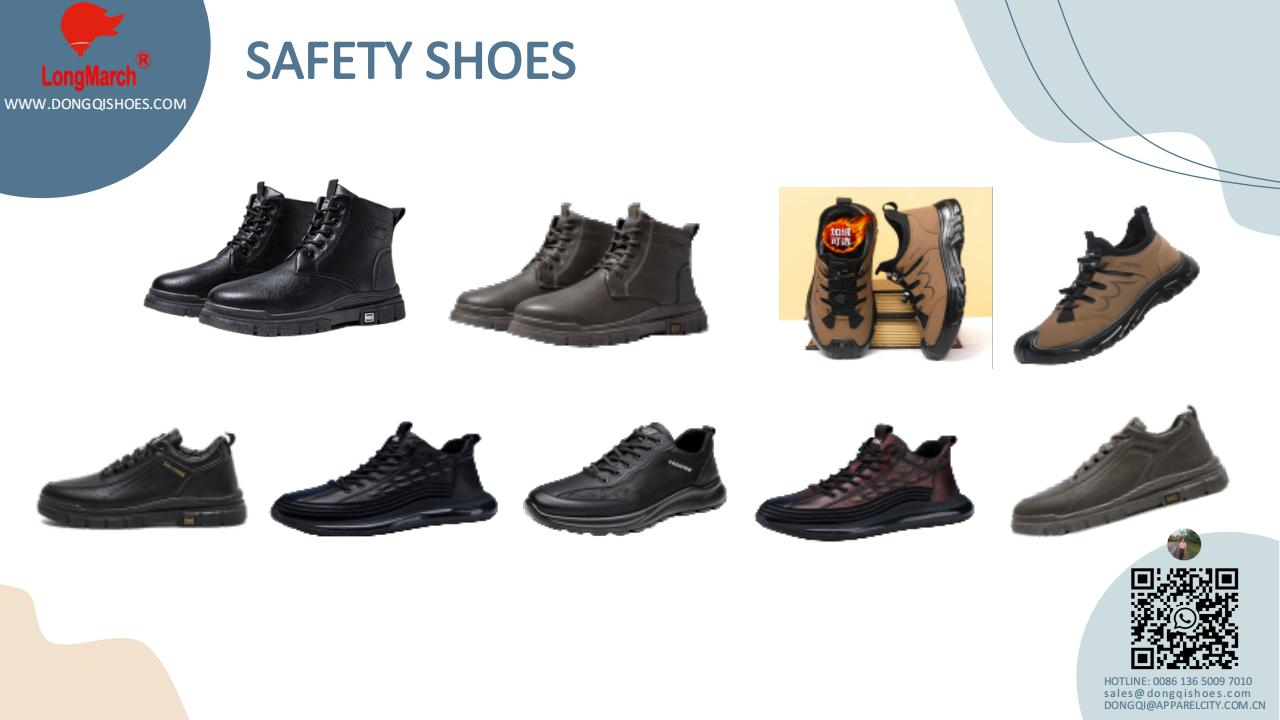 LongMarch®
WWW.DONGQISHOES.COM
SAFETY SHOES
加绒
可选
HOTLINE: 0086 136 5009 7010
sales@dongqishoes.com
DONGQI@APPARELCITY.COM.CN